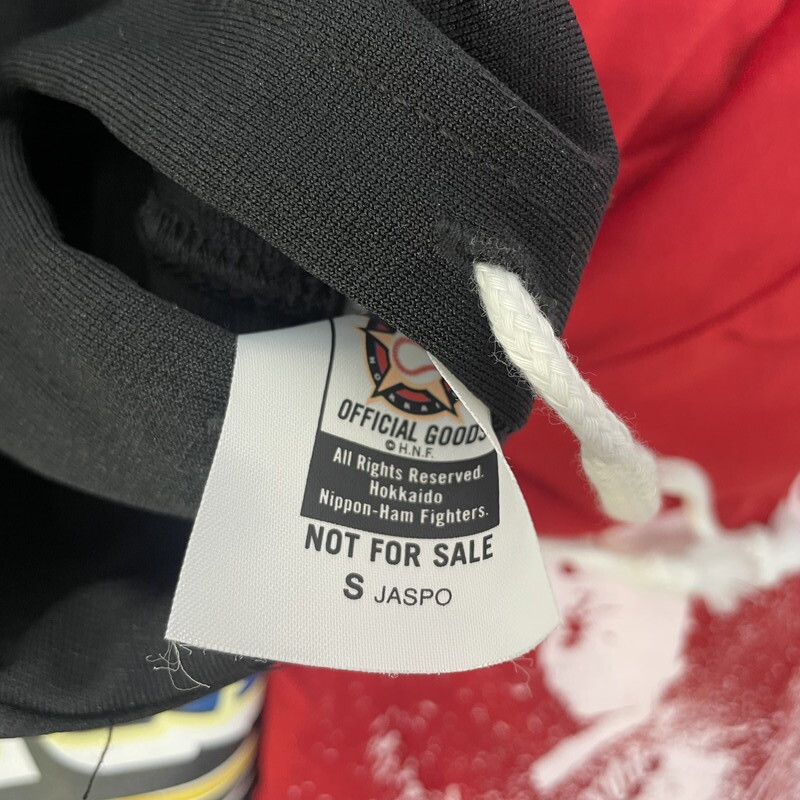 OFFICIAL GOODS
© H.N.F.
All Rights Reserved.
Hokkaido
Nippon-Ham Fighters.
NOT FOR SALE
S JASPO